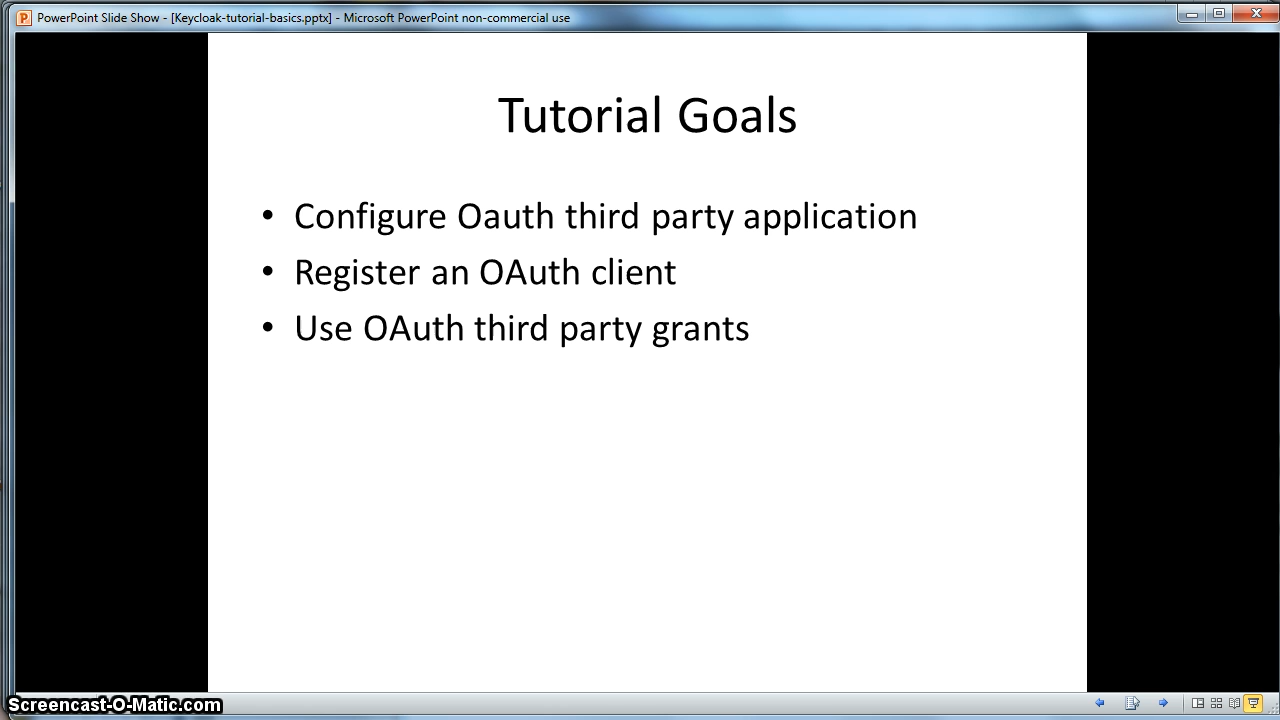 PowerPoint Slide Show - [Keycloak-tutorial-basics.pptx] - Microsoft PowerPoint non-commercial use
Tutorial Goals
• Configure Oauth third party application
• Register an OAuth client
• Use OAuth third party grants
Screencast-O-Matic.com